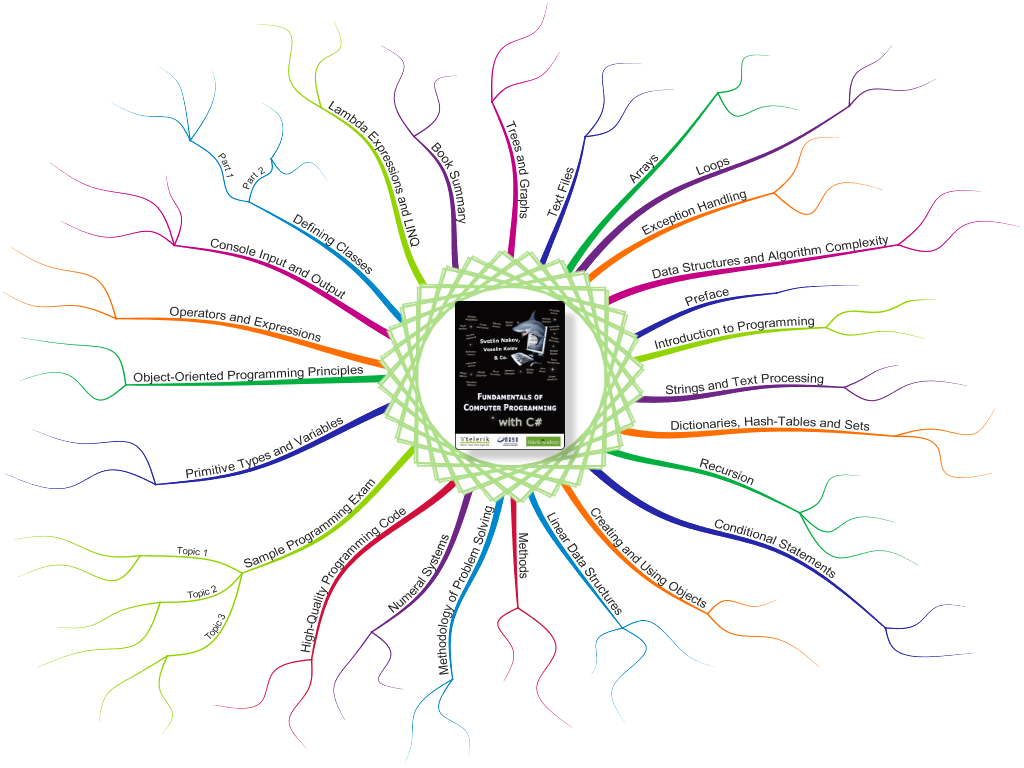 Trees and Graphs
Text Files
Arrays
Loops
Exception Handling
Data Structures and Algorithm Complexity
Preface
Introduction to Programming
Strings and Text Processing
Dictionaries, Hash-Tables and Sets
Recursion
Conditional Statements
Creating and Using Objects
Linear Data Structures
Methods
Methodology of Problem Solving
Numeral Systems
High-Quality Programming Code
Sample Programming Exam
Topic 1
Topic 2
Topic 3
Primitive Types and Variables
Object-Oriented Programming Principles
Operators and Expressions
Console Input and Output
Defining Classes
Part 1
Part 2
Lambda Expressions and LINQ
Book Summary
Svetlin Nakov,
Veselin Kolev
& Co.
Fundamentals of
Computer Programming
with C#
telerik